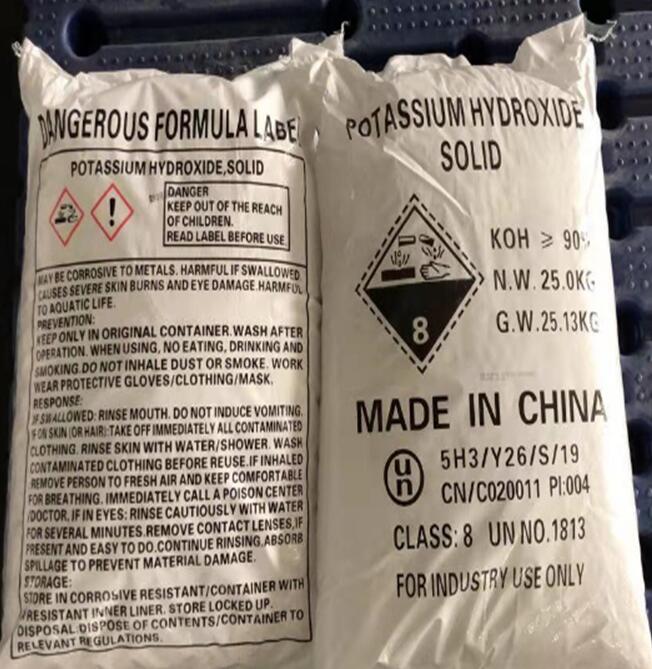 DANGEROUS FORMULA LABE
POTASSIUM HYDROXIDE,SOLID
DANGER
KEEP OUT OF THE REACH
OF CHILDREN.
READ LABEL BEFORE USE
MAY BE CORROSIVE TO METALS. HARMFUL IF SWALLOWED.
CAUSES SEVERE SKIN BURNS AND EYE DAMAGE.HARMFUL
TO AQUATIC LIFE.
PREVENTION:
KEEP ONLY IN ORIGINAL CONTAINER.WASH AFTER
OPERATION. WHEN USING, NO EATING, DRINKING AND
SMOKING.DO NOT INHALE DUST OR SMOKE. WORK
WEAR PROTECTIVE GLOVES/CLOTHING/MASK.
RESPONSE:
IF SWALLOWED: RINSE MOUTH. DO NOT INDUCE VOMITING.
IF ON SKIN (OR HAIR):TAKE OFF IMMEDIATELY ALL CONTAMINATED
CLOTHING. RINSE SKIN WITH WATER/SHOWER. WASH
CONTAMINATED CLOTHING BEFORE REUSE.IF INHALED
REMOVE PERSON TO FRESH AIR AND KEEP COMFORTABLE
FOR BREATHING. IMMEDIATELY CALL A POISON CENTER
/DOCTOR. IF IN EYES: RINSE CAUTIOUSLY WITH WATER
FOR SEVERAL MINUTES.REMOVE CONTACT LENSES,IF
PRESENT AND EASY TO DO.CONTINUE RINSING.ABSORB
SPILLAGE TO PREVENT MATERIAL DAMAGE.
STORAGE:
STORE IN CORROSIVE RESISTANT/CONTAINER WITH
/RESISTANT INNER LINER. STORE LOCKED UP.
DISPOSAL:DISPOSE OF CONTENTS/CONTAINER TO
RELEVANT REGULATIONS.
POTASSIUM HYDROXIDE
SOLID
8
KOH ≥ 90%
N.W. 25.0KG
G.W.25.13KG
MADE IN CHINA
un
5H3/Y26/S/19
CN/C020011 PI:004
CLASS: 8 UN NO.1813
FOR INDUSTRY USE ONLY